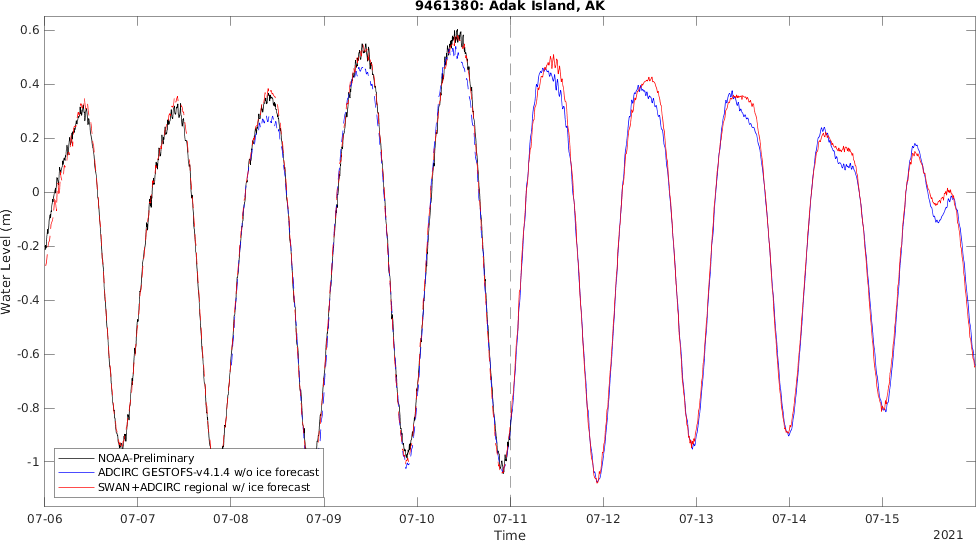 9461380: Adak Island, AK
0.6
0.4
0.2
0
-0.2
-0.4
-0.6
-0.8
-1
Water Level (m)
NOAA-Preliminary
ADCIRC GESTOFS-v4.1.4 w/o ice forecast
SWAN+ADCIRC regional w/ ice forecast
07-06 07-07 07-08 07-09 07-10 07-11 07-12 07-13 07-14 07-15
Time
2021